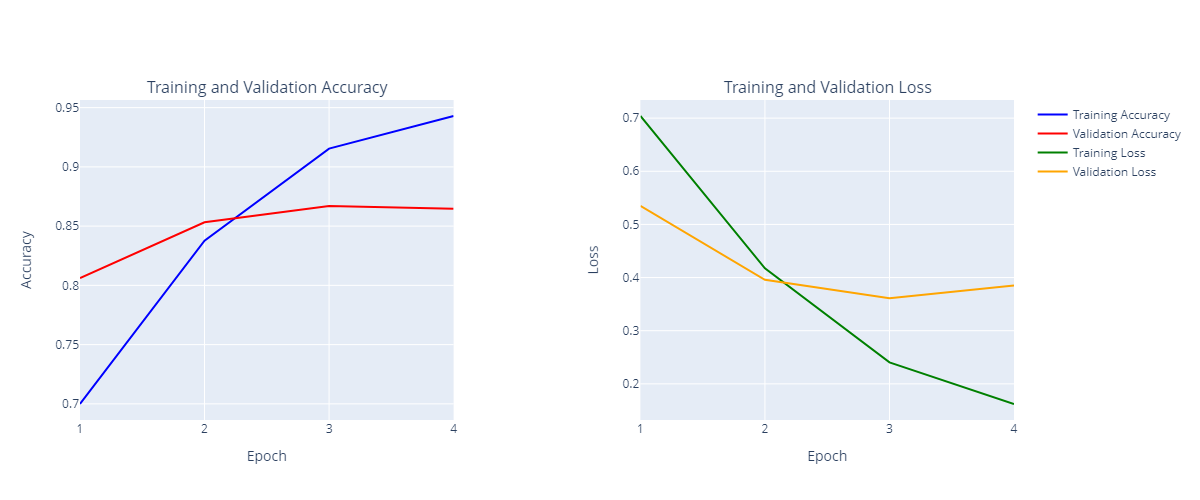 Training and Validation Accuracy
0.95
0.9
0.85
0.8
0.75
0.7
Accuracy
1 2 3 4
Epoch
Training and Validation Loss
0.7
0.6
0.5
0.4
0.3
0.2
Loss
1 2 3 4
Epoch
Training Accuracy
Validation Accuracy
Training Loss
Validation Loss